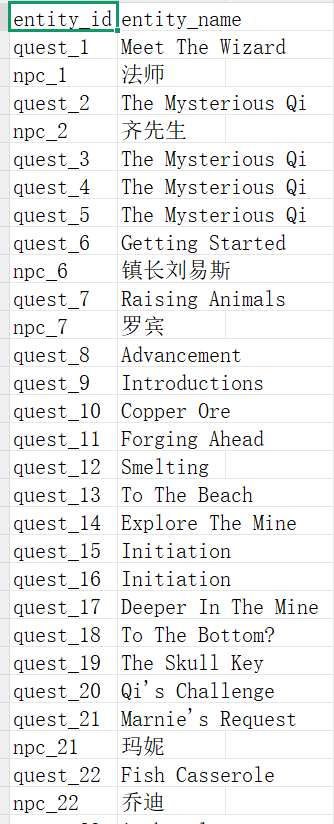 entity_id entity_name
quest_1 Meet The Wizard
npc_1 法师
quest_2 The Mysterious Qi
npc_2 齐先生
quest_3 The Mysterious Qi
quest_4 The Mysterious Qi
quest_5 The Mysterious Qi
quest_6 Getting Started
npc_6 镇长刘易斯
quest_7 Raising Animals
npc_7 罗宾
quest_8 Advancement
quest_9 Introductions
quest_10 Copper Ore
quest_11 Forging Ahead
quest_12 Smelting
quest_13 To The Beach
quest_14 Explore The Mine
quest_15 Initiation
quest_16 Initiation
quest_17 Deeper In The Mine
quest_18 To The Bottom?
quest_19 The Skull Key
quest_20 Qi's Challenge
quest_21 Marnie's Request
npc_21 玛妮
quest_22 Fish Casserole
npc_22 乔迪